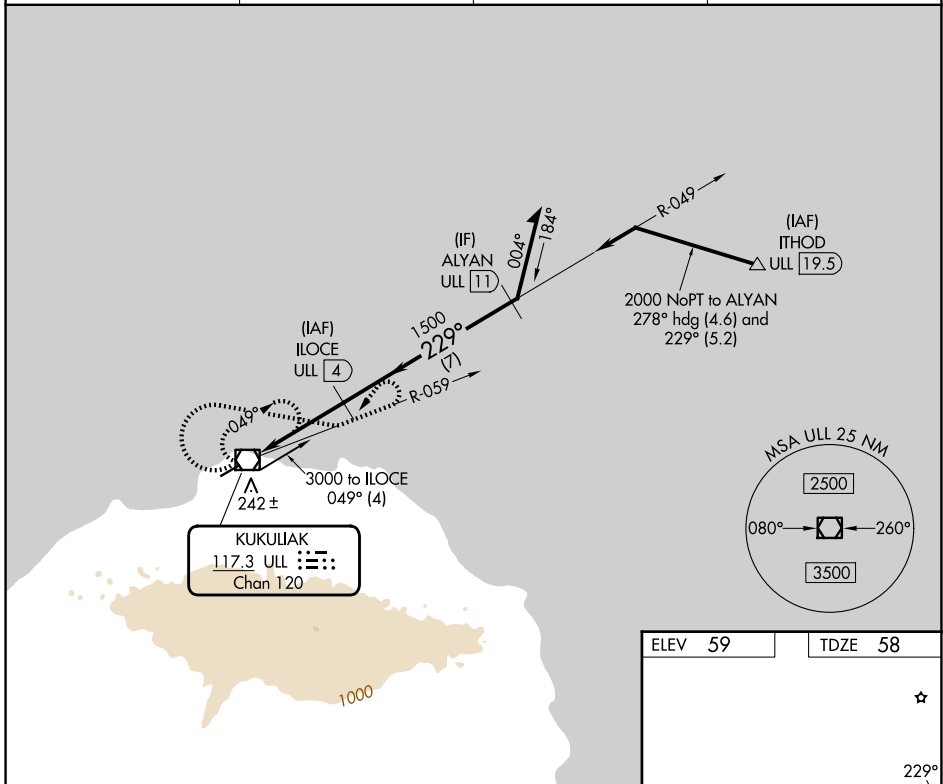 R-049
(IAF)
ITHOD
ULL 19.5
004°
184°
(IF)
ALYAN
ULL 11
2000 NoPT to ALYAN
278° hdg (4.6) and
229° (5.2)
1500
229°
(7)
(IAF)
ILOCE
ULL 4
R-059
049°
3000 to ILOCE
049° (4)
242 ±
KUKULIAK
117.3 ULL
Chan 120
MSA ULL 25 NM
2500
080° 260°
3500
1000
ELEV 59 TDZE 58
229°